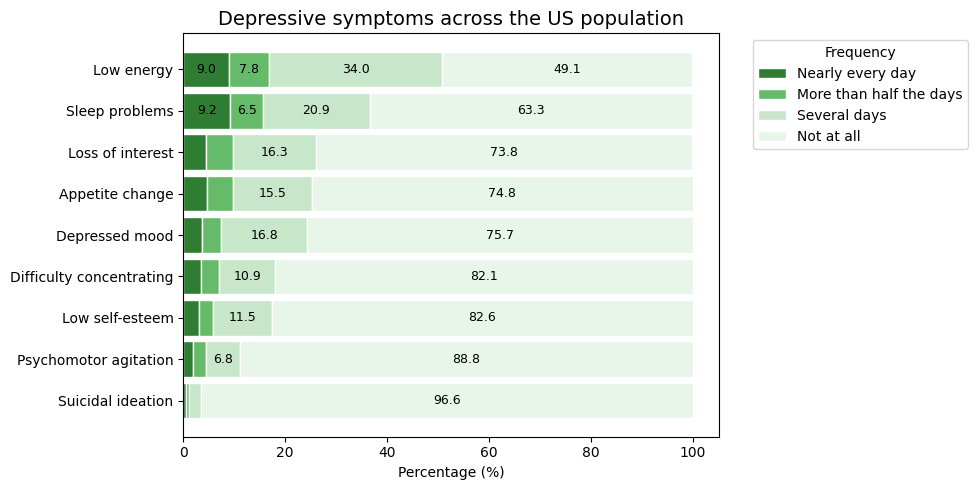 Depressive symptoms across the US population
Low energy 9.0 7.8 34.0 49.1
Sleep problems 9.2 6.5 20.9 63.3
Loss of interest 16.3 73.8
Appetite change 15.5 74.8
Depressed mood 16.8 75.7
Difficulty concentrating 10.9 82.1
Low self-esteem 11.5 82.6
Psychomotor agitation 6.8 88.8
Suicidal ideation 96.6
0 20 40 60 80 100
Percentage (%)
Frequency
Nearly every day
More than half the days
Several days
Not at all